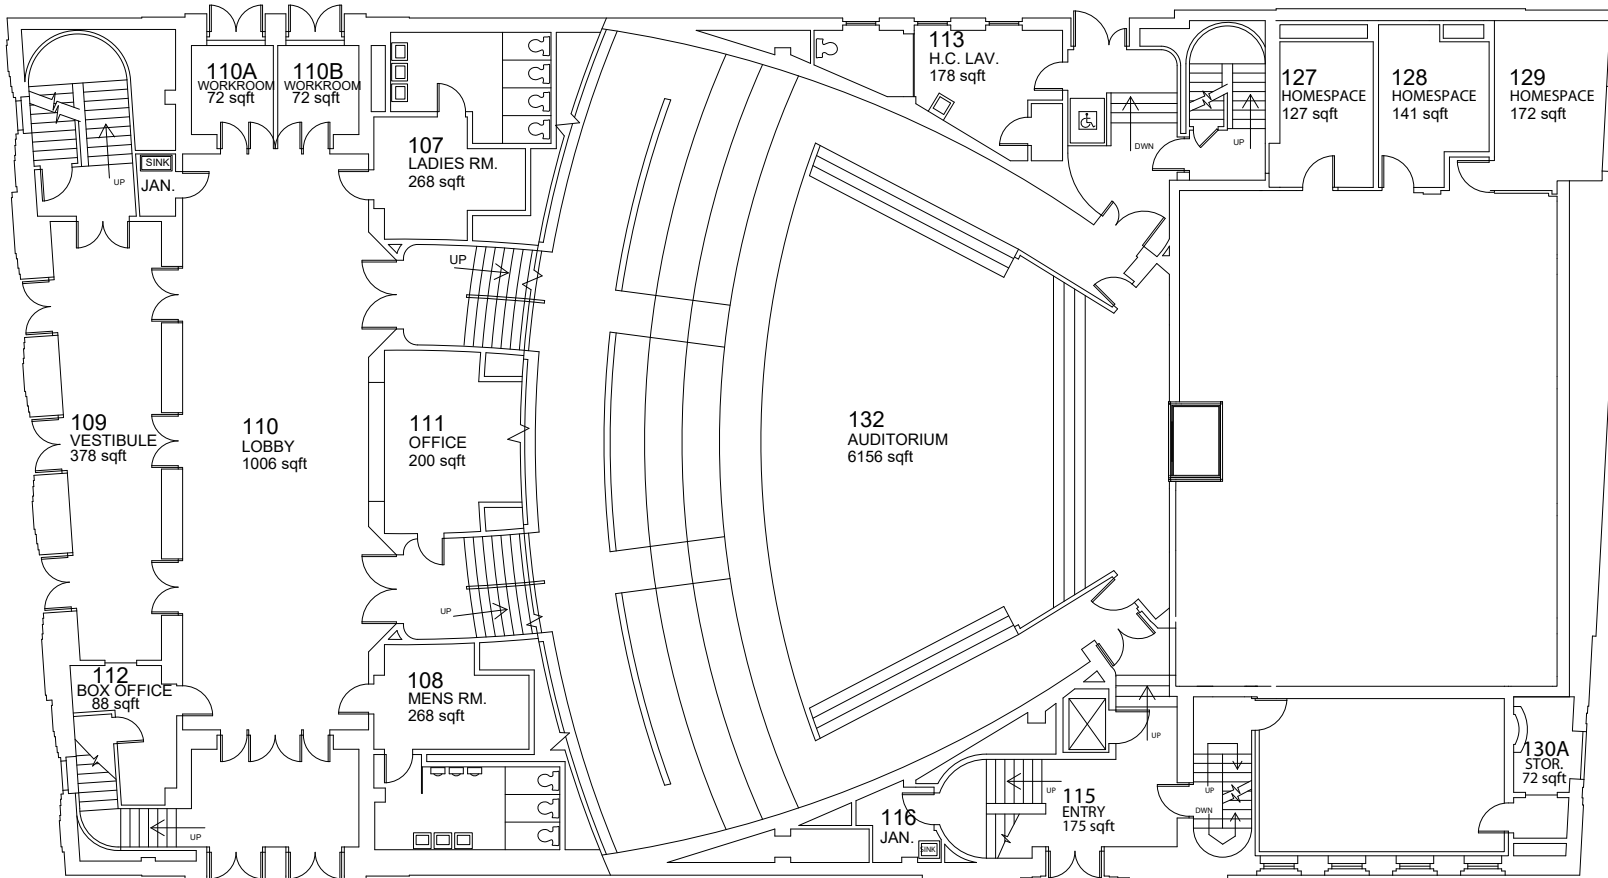 110A
WORKROOM
72 sqft
110B
WORKROOM
72 sqft
113
H.C. LAV.
178 sqft
127
HOMESPACE
127 sqft
128
HOMESPACE
141 sqft
129
HOMESPACE
172 sqft
107
LADIES RM.
268 sqft
SINK
JAN.
UP
DWN
UP
UP
109
VESTIBULE
378 sqft
110
LOBBY
1006 sqft
111
OFFICE
200 sqft
132
AUDITORIUM
6156 sqft
UP
112
BOX OFFICE
88 sqft
108
MENS RM.
268 sqft
UP
UP
115
ENTRY
175 sqft
UP
116
JAN.
SINK
UP
DWN
130A
STOR.
72 sqft